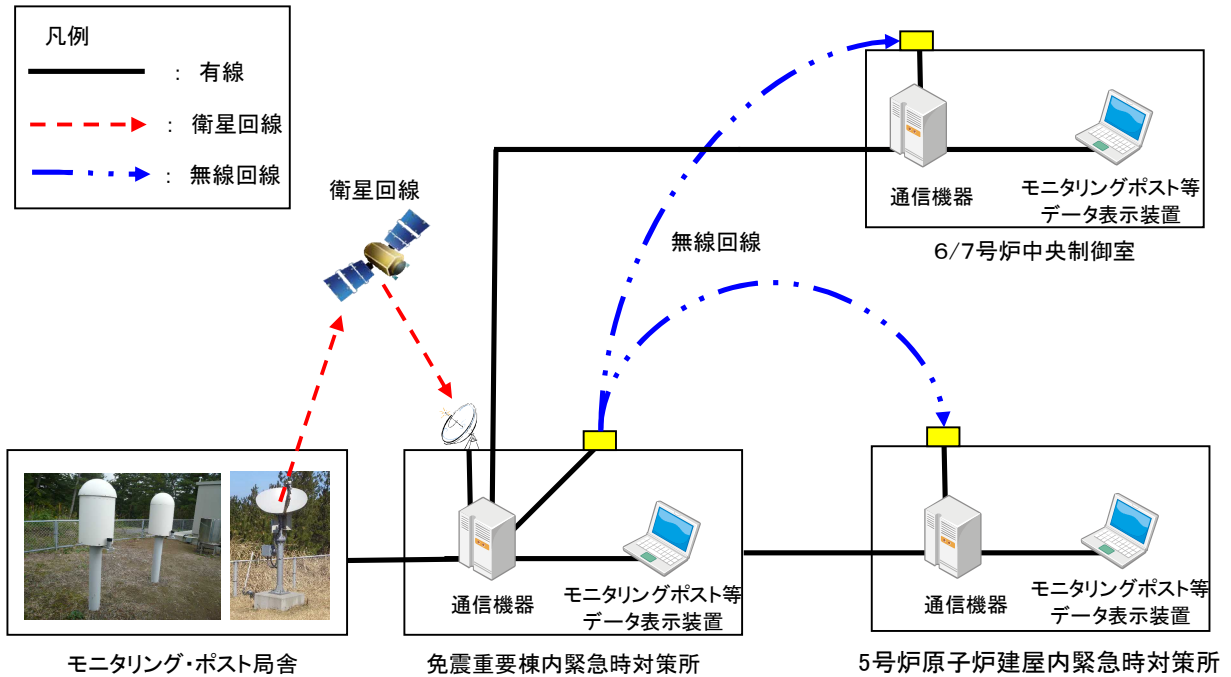 凡例
： 有線
： 衛星回線
： 無線回線
衛星回線
無線回線
通信機器
モニタリングポスト等
データ表示装置
6/7号炉中央制御室
通信機器
モニタリングポスト等
データ表示装置
通信機器
モニタリングポスト等
データ表示装置
モニタリング・ポスト局舎
免震重要棟内緊急時対策所
5号炉原子炉建屋内緊急時対策所